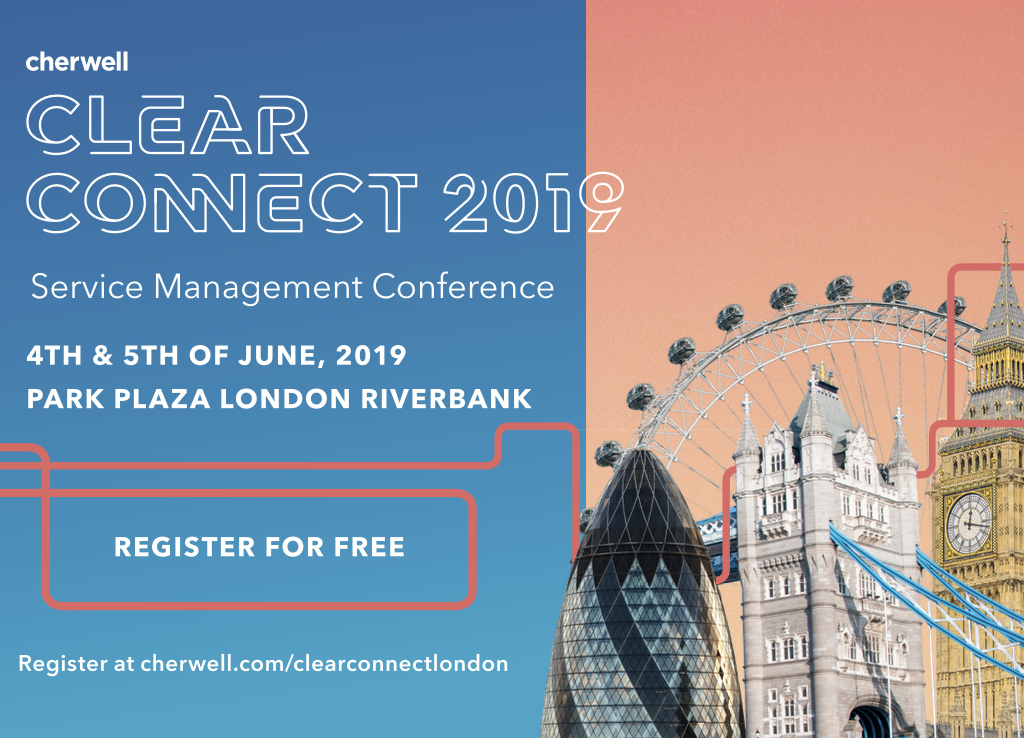 cherwell
CLEAR
CONNECT 2019
Service Management Conference
4TH & 5TH OF JUNE, 2019
PARK PLAZA LONDON RIVERBANK
REGISTER FOR FREE
Register at cherwell.com/clearconnectlondon